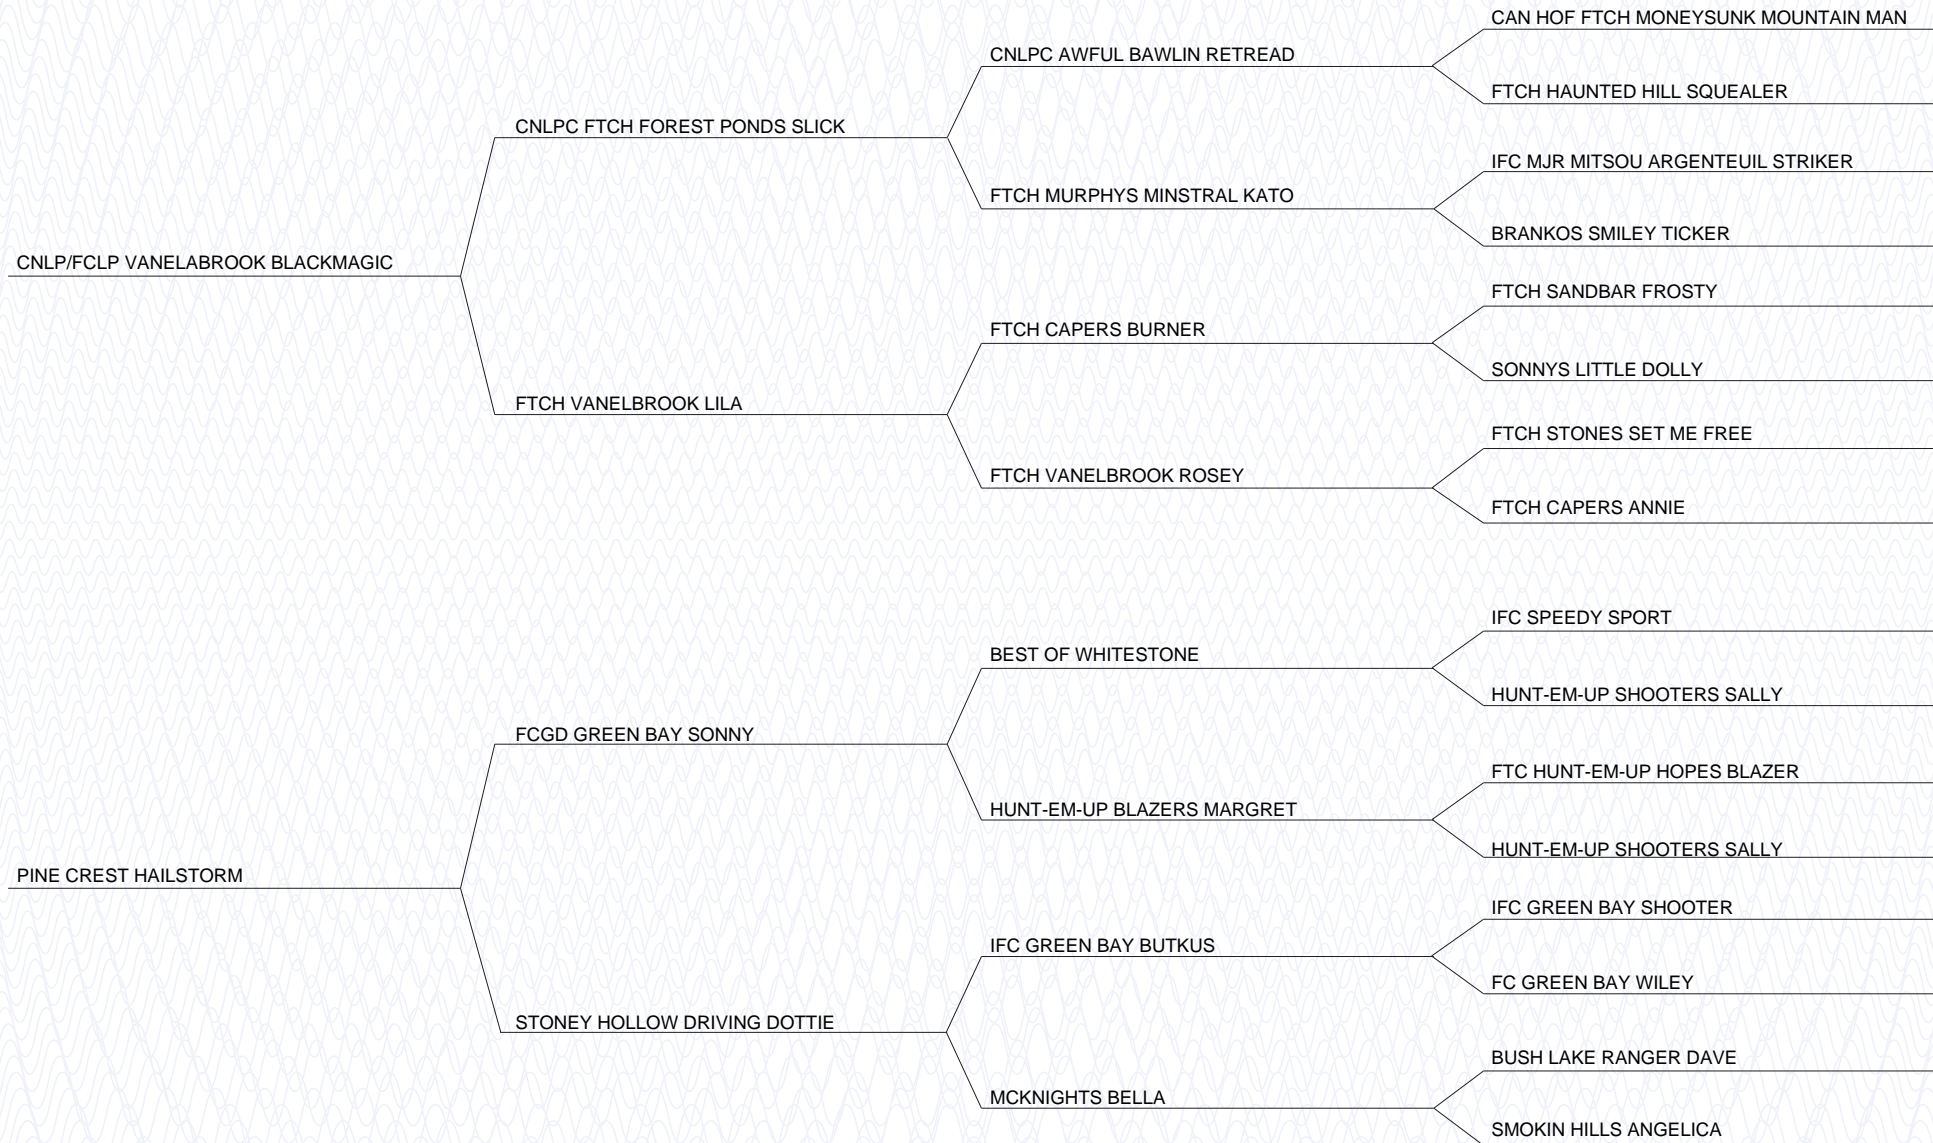 CAN HOF FTCH MONEYSUNK MOUNTAIN MAN
CNLPC AWFUL BAWLIN RETREAD
FTCH HAUNTED HILL SQUEALER
CNLPC FTCH FOREST PONDS SLICK
IFC MJR MITSOU ARGENTEUIL STRIKER
FTCH MURPHYS MINSTRAL KATO
BRANKOS SMILEY TICKER
CNLP/FCLP VANELABROOK BLACKMAGIC
FTCH SANDBAR FROSTY
FTCH CAPERS BURNER
SONNYS LITTLE DOLLY
FTCH VANELBROOK LILA
FTCH STONES SET ME FREE
FTCH VANELBROOK ROSEY
FTCH CAPERS ANNIE
IFC SPEEDY SPORT
BEST OF WHITESTONE
HUNT-EM-UP SHOOTERS SALLY
FCGD GREEN BAY SONNY
FTC HUNT-EM-UP HOPES BLAZER
HUNT-EM-UP BLAZERS MARGRET
HUNT-EM-UP SHOOTERS SALLY
PINE CREST HAILSTORM
IFC GREEN BAY SHOOTER
IFC GREEN BAY BUTKUS
FC GREEN BAY WILEY
STONEY HOLLOW DRIVING DOTTIE
BUSH LAKE RANGER DAVE
MCKNIGHTS BELLA
SMOKIN HILLS ANGELICA